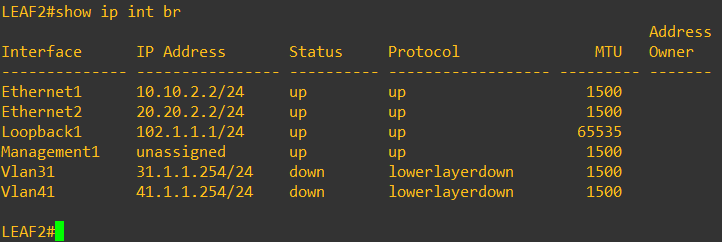 LEAF2#show ip int br
Address
Interface IP Address Status Protocol MTU Owner
-------------- ---------------- ---------- ------------------ --------- -------
Ethernet1 10.10.2.2/24 up up 1500
Ethernet2 20.20.2.2/24 up up 1500
Loopback1 102.1.1.1/24 up up 65535
Management1 unassigned up up 1500
Vlan31 31.1.1.254/24 down lowerlayerdown 1500
Vlan41 41.1.1.254/24 down lowerlayerdown 1500
LEAF2#